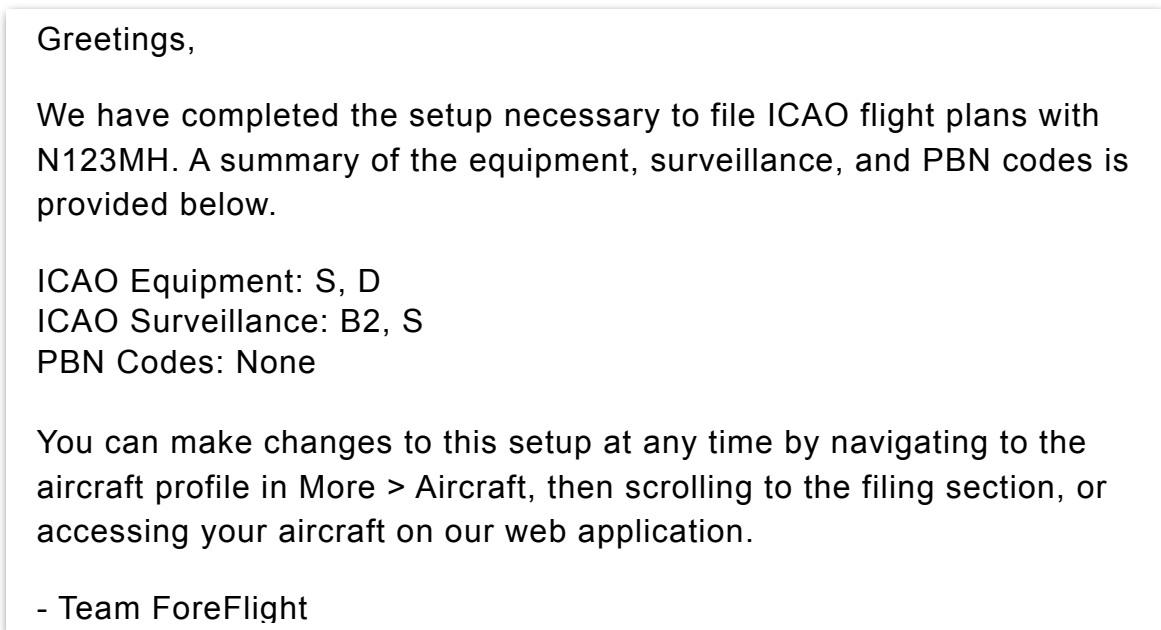 Greetings,
We have completed the setup necessary to file ICAO flight plans with
N123MH. A summary of the equipment, surveillance, and PBN codes is
provided below.
ICAO Equipment: S, D
ICAO Surveillance: B2, S
PBN Codes: None
You can make changes to this setup at any time by navigating to the
aircraft profile in More > Aircraft, then scrolling to the filing section, or
accessing your aircraft on our web application.
- Team ForeFlight